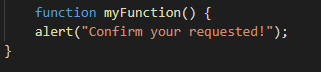 function myFunction() {
alert("Confirm your requested!");
}